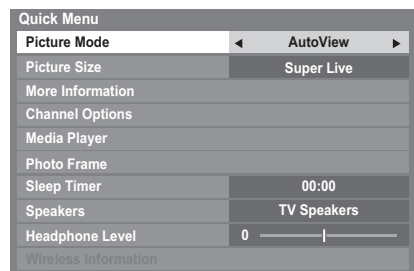 Quick Menu
Picture Mode ◀ AutoView ▶
Picture Size Super Live
More Information
Channel Options
Media Player
Photo Frame
Sleep Timer 00:00
Speakers TV Speakers
Headphone Level 0
Wireless Information